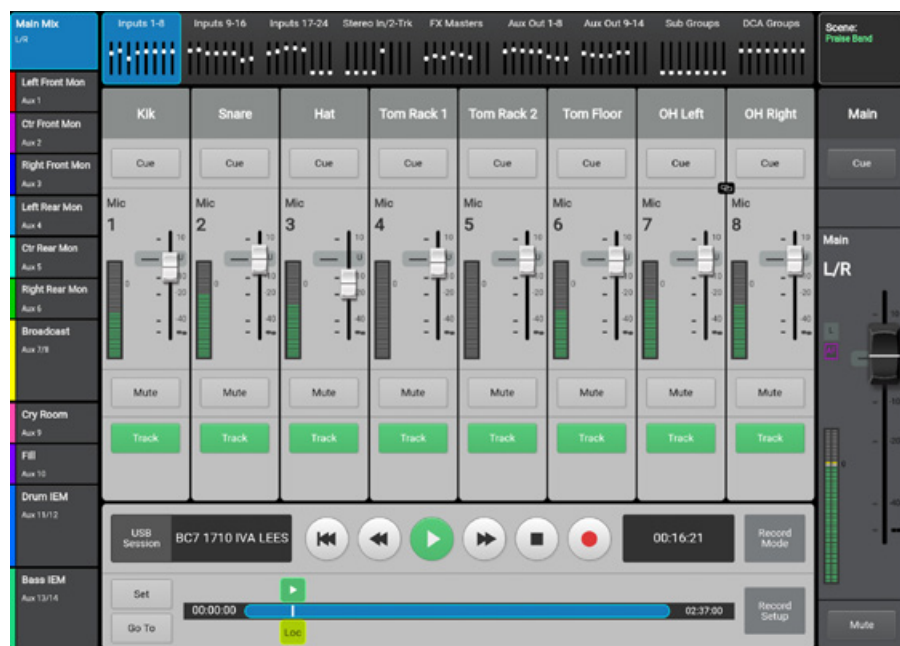 Main Mix
L/R
Inputs 1-8
Inputs 9-16
Inputs 17-24
Stereo In/2-Trk
FX Masters
Aux Out 1-8
Aux Out 9-14
Sub Groups
DCA Groups
Scene:
Praise Band
Left Front Mon
Aux 1
Ctr Front Mon
Aux 2
Right Front Mon
Aux 3
Left Rear Mon
Aux 4
Ctr Rear Mon
Aux 5
Right Rear Mon
Aux 6
Broadcast
Aux 7/8
Cry Room
Aux 9
Fill
Aux 10
Drum IEM
Aux 11/12
Bass IEM
Aux 13/14
Kik
Snare
Hat
Tom Rack 1
Tom Rack 2
Tom Floor
OH Left
OH Right
Main
Cue
Cue
Cue
Cue
Cue
Cue
Cue
Cue
Cue
Mic
1
Mic
2
Mic
3
Mic
4
Mic
5
Mic
6
Mic
7
Mic
8
Main
L/R
Mute
Mute
Mute
Mute
Mute
Mute
Mute
Mute
Track
Track
Track
Track
Track
Track
Track
Track
USB
Session
BC7 1710 IVA LEES
00:16:21
Record
Mode
Set
00:00:00
02:37:00
Record
Setup
Go To
Loc
Mute